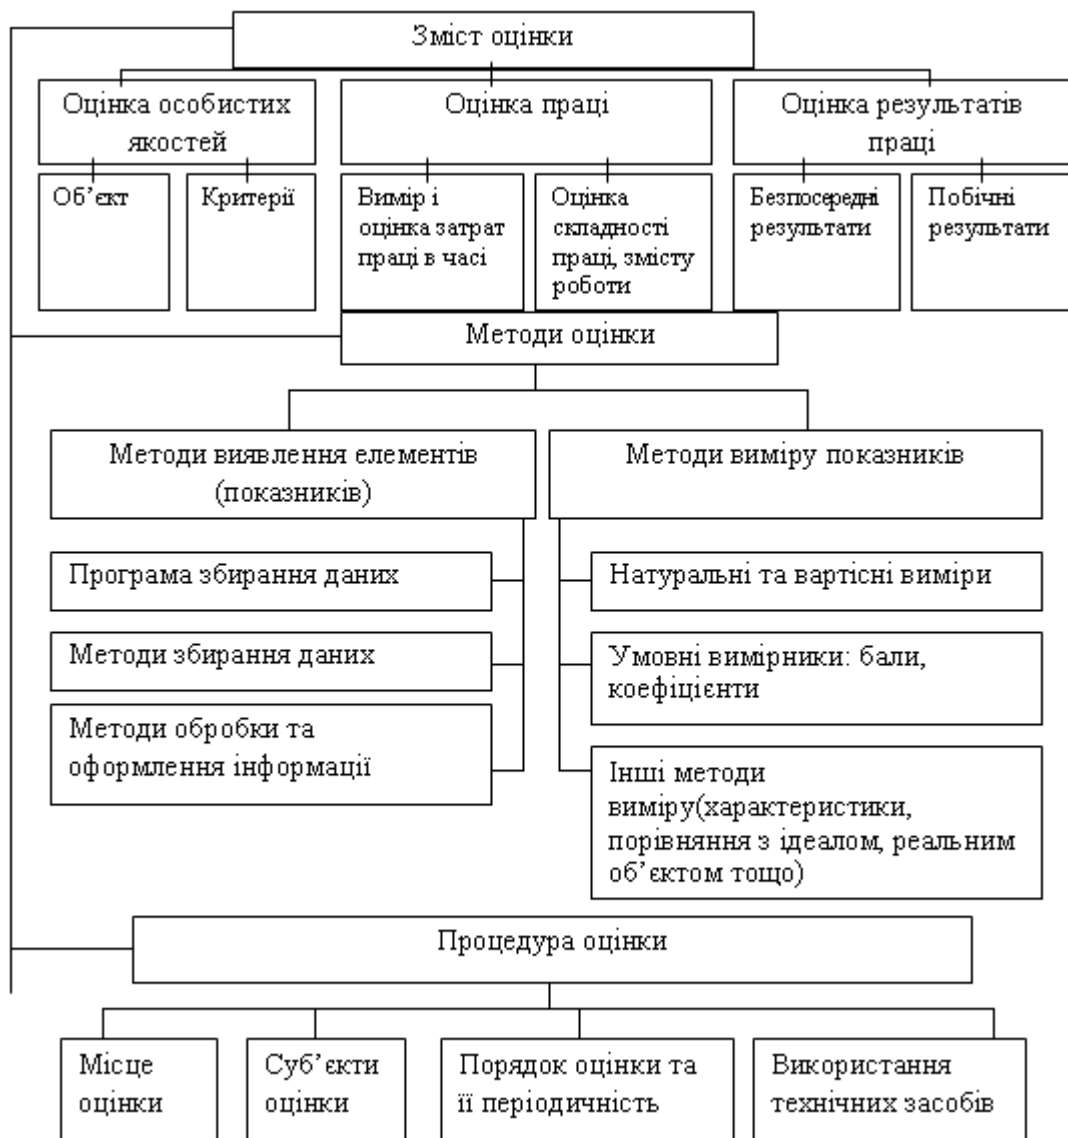 Зміст оцінки
Оцінка особистих
якостей
Оцінка праці
Оцінка результатів
праці
Об’єкт
Критерії
Вимір і
оцінка затрат
праці в часі
Оцінка
складності
праці, змісту
роботи
Безпосередні
результати
Побічні
результати
Методи оцінки
Методи виявлення елементів
(показників)
Методи виміру показників
Програма збирання даних
Методи збирання даних
Методи обробки та
оформлення інформації
Натуральні та вартісні виміри
Умовні вимірники: бали,
коефіцієнти
Інші методи
виміру(характеристики,
порівняння з ідеалом, реальним
об’єктом тощо)
Процедура оцінки
Місце
оцінки
Суб’єкти
оцінки
Порядок оцінки та
її періодичність
Використання
технічних засобів